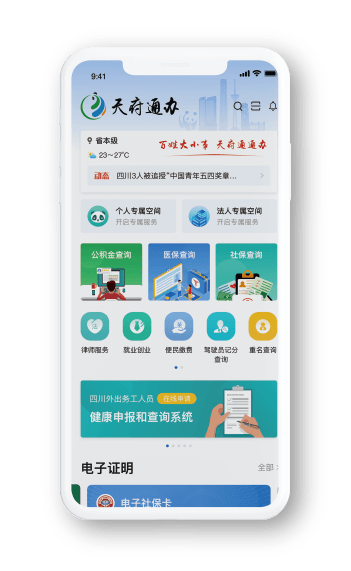 9:41
天府通办
省本级
23~27°C
百姓大小事 天府通办
动态 四川3人被追授"中国青年五四奖章...
个人专属空间
开启专属服务
法人专属空间
开启专属服务
公积金查询
医保查询
社保查询
律师服务
就业创业
便民缴费
驾驶员记分
查询
重名查询
四川外出务工人员 在线申请
健康申报和查询系统
电子证明
全部
电子社保卡